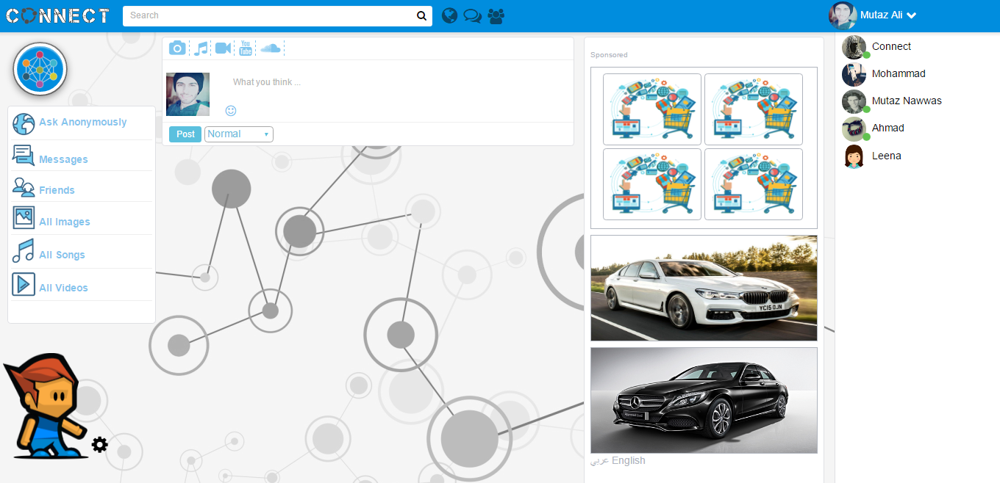 CONNECT
Search
Mutaz Ali
You
Tube
What you think ...
Post
Normal
Ask Anonymously
Messages
Friends
All Images
All Songs
All Videos
Sponsored
YC15 OJN
عربي English
Connect
Mohammad
Mutaz Nawwas
Ahmad
Leena